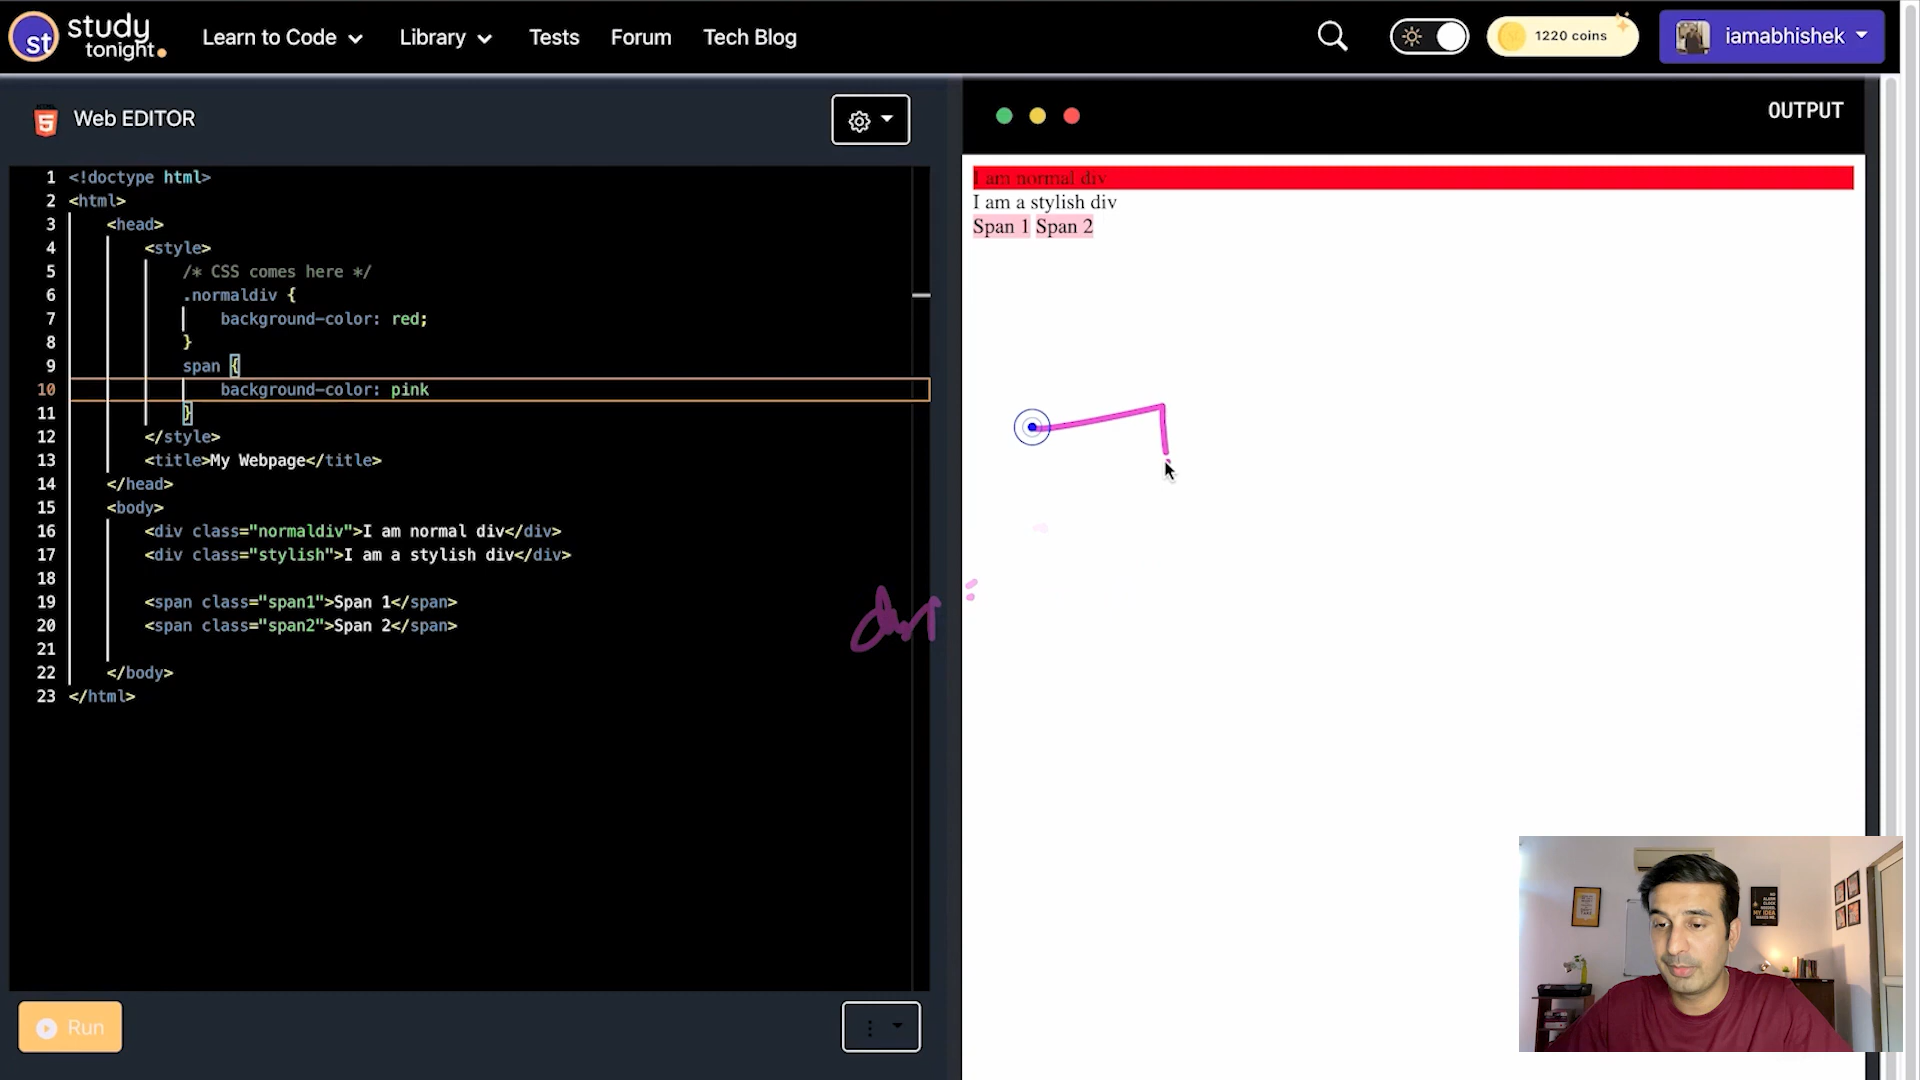 study
tonight.
st
Learn to Code
Library
Tests
Forum
Tech Blog
1220 coins
iamabhishek
5
Web EDITOR
OUTPUT
1 <!doctype html>
2 <html>
3 <head>
4 <style>
5 /* CSS comes here */
6 .normaldiv {
7 background-color: red;
8 }
9 span {
10 background-color: pink
11 }
12 </style>
13 <title>My Webpage</title>
14 </head>
15 <body>
16 <div class="normaldiv">I am normal div</div>
17 <div class="stylish">I am a stylish div</div>
18
19 <span class="span1">Span 1</span>
20 <span class="span2">Span 2</span>
21
22 </body>
23 </html>
I am normal div
I am a stylish div
Span 1 Span 2
Run